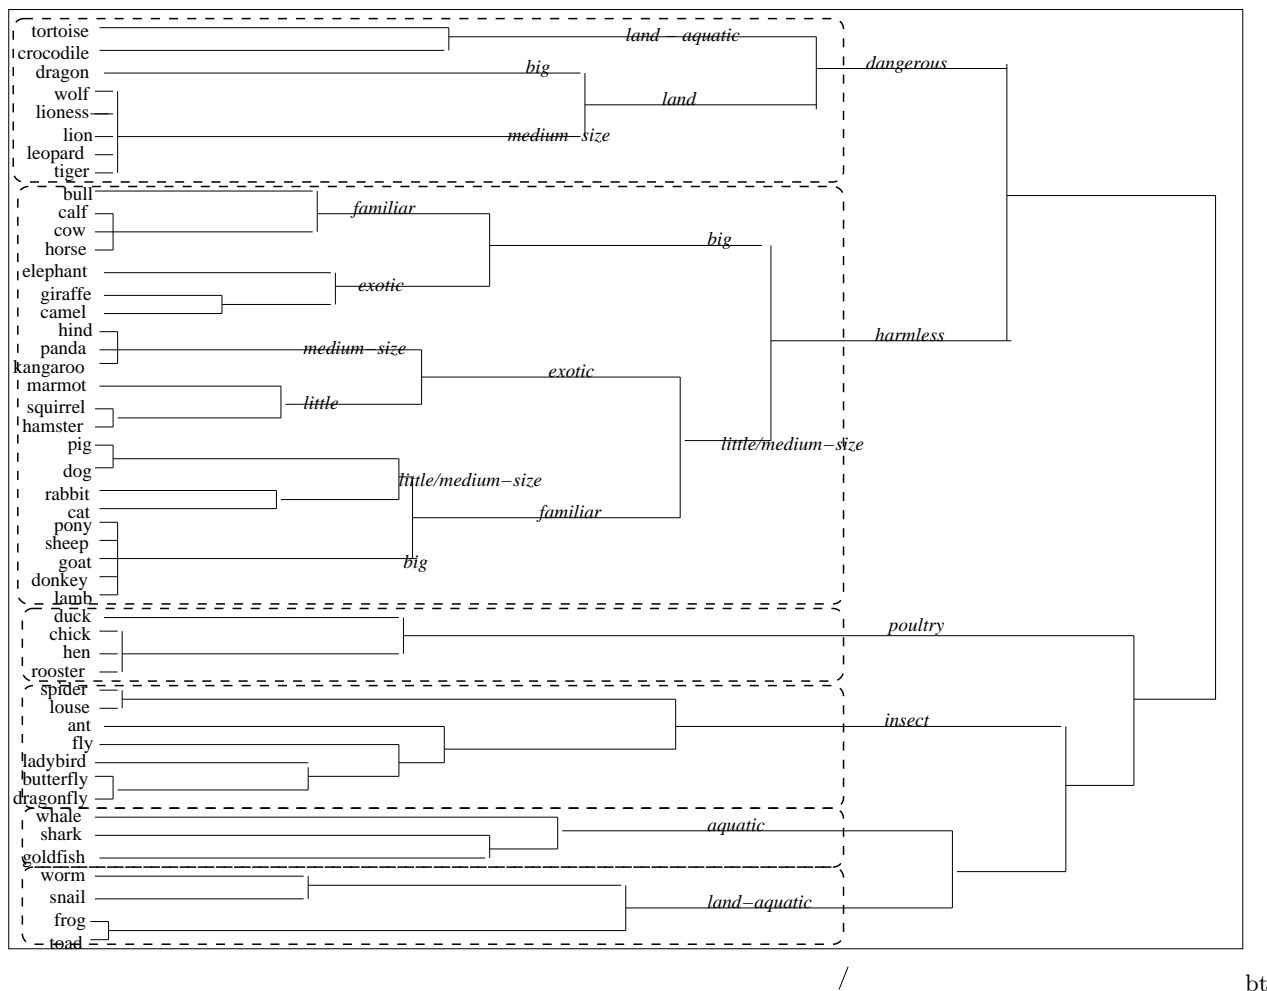 tortoise
land − aquatic
crocodile
dangerous
dragon
big
wolf
land
lioness
lion
medium−size
leopard
tiger
bull
calf
familiar
cow
big
horse
elephant
exotic
giraffe
camel
hind
harmless
panda
medium−size
kangaroo
exotic
marmot
little
squirrel
hamster
pig
little/medium−size
dog
little/medium−size
rabbit
cat
familiar
pony
sheep
goat
big
donkey
lamb
duck
poultry
chick
hen
rooster
spider
louse
insect
ant
fly
ladybird
butterfly
dragonfly
whale
aquatic
shark
goldfish
worm
snail
land−aquatic
frog
toad
/
bt